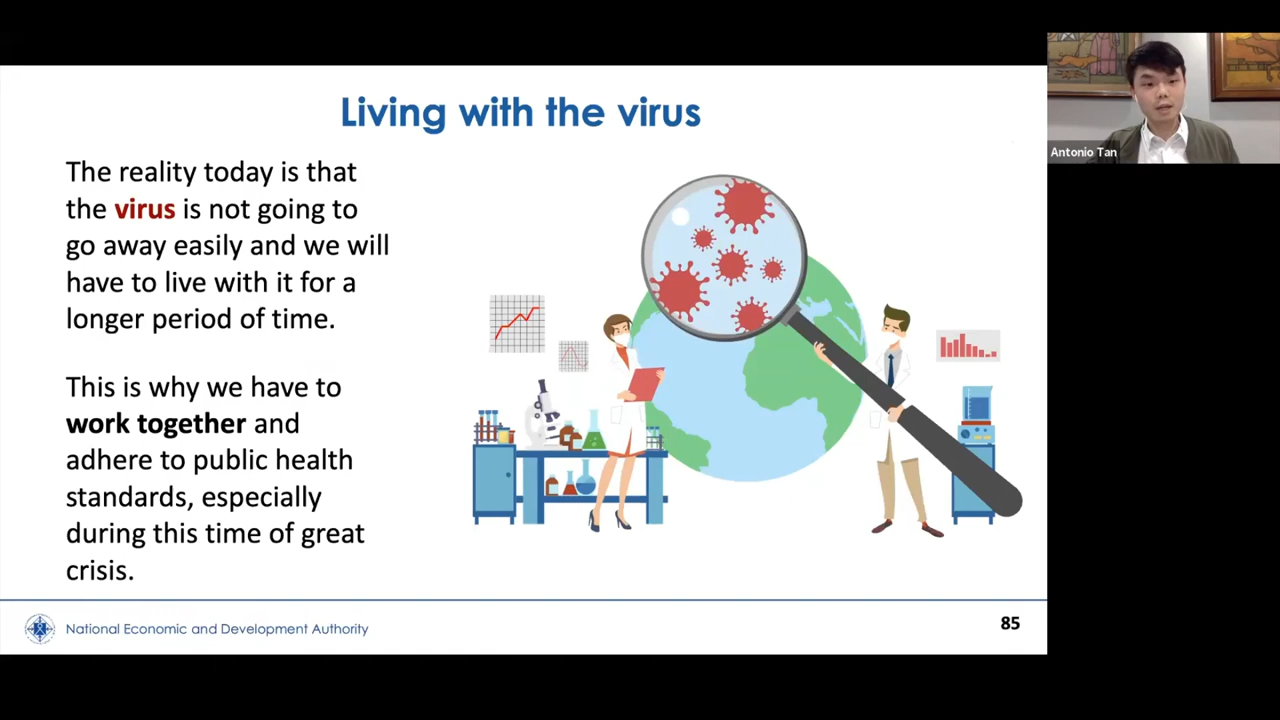 Living with the virus
The reality today is that
the virus is not going to
go away easily and we will
have to live with it for a
longer period of time.
This is why we have to
work together and
adhere to public health
standards, especially
during this time of great
crisis.
National Economic and Development Authority
85
Antonio Tan